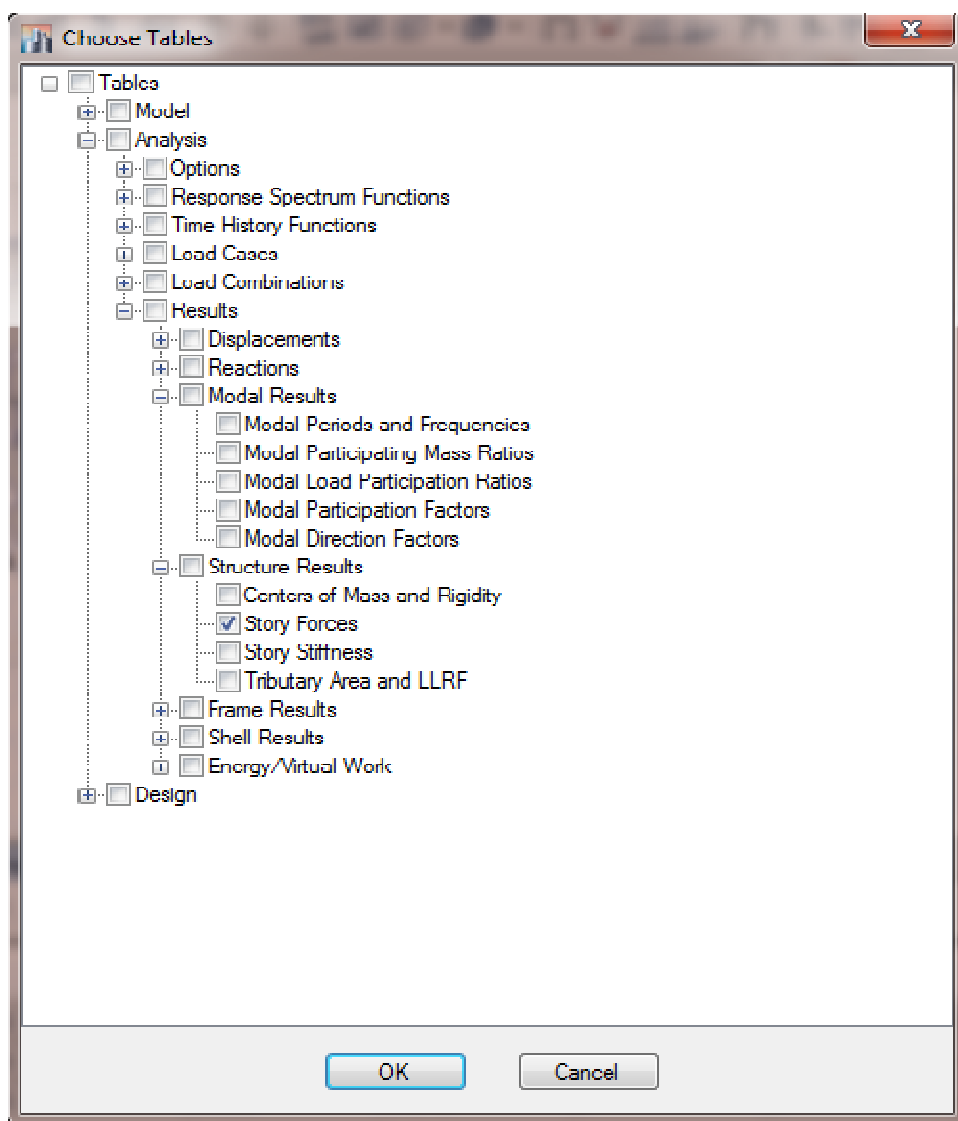 Choose Tables
Tables
Model
Analysis
Options
Response Spectrum Functions
Time History Functions
Load Cases
Load Combinations
Results
Displacements
Reactions
Modal Results
Modal Periods and Frequencies
Modal Participating Mass Ratios
Modal Load Participation Ratios
Modal Participation Factors
Modal Direction Factors
Structure Results
Centers of Mass and Rigidity
Story Forces
Story Stiffness
Tributary Area and LLRF
Frame Results
Shell Results
Energy/Virtual Work
Design
OK Cancel